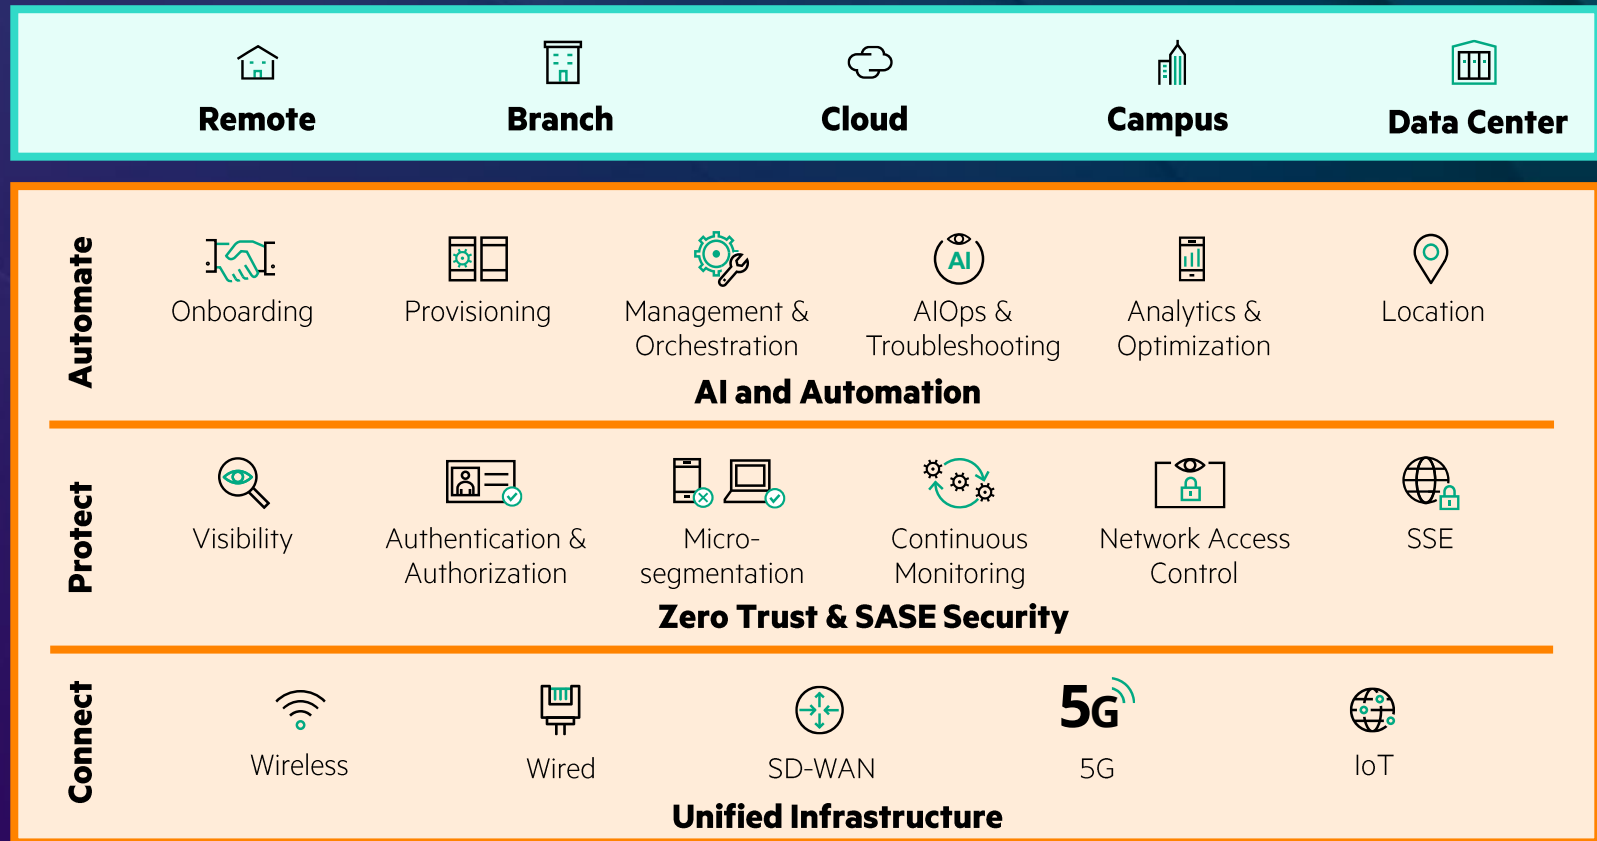 Remote
Branch
Cloud
Campus
Data Center
Automate
Onboarding
Provisioning
Management &
Orchestration
AI
AIOps &
Troubleshooting
Analytics &
Optimization
Location
AI and Automation
Protect
Visibility
Authentication &
Authorization
Micro-
segmentation
Continuous
Monitoring
Network Access
Control
SSE
Zero Trust & SASE Security
Connect
Wireless
Wired
SD-WAN
5G
5G
IoT
Unified Infrastructure